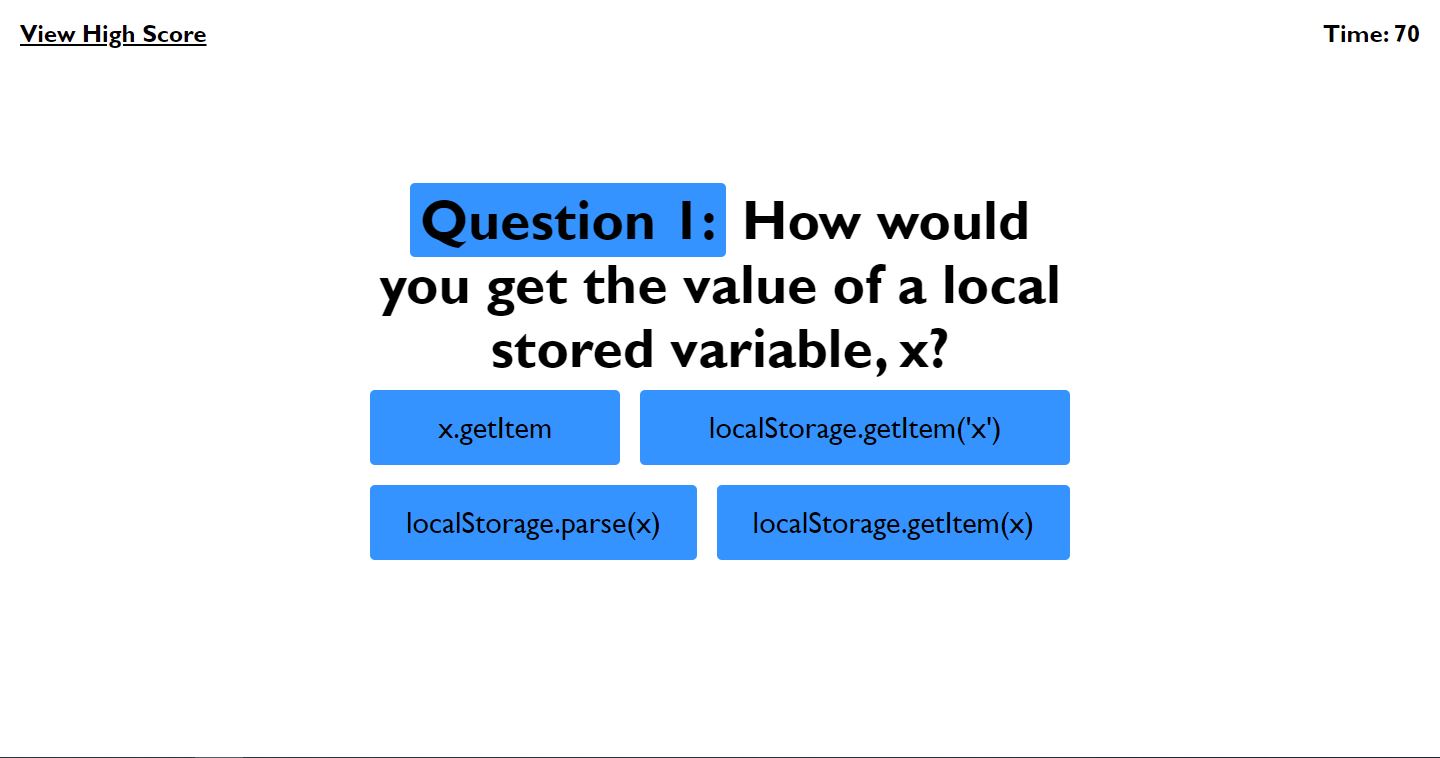 View High Score
Time: 70
Question 1: How would
you get the value of a local
stored variable, x?
x.getItem
localStorage.getItem('x')
localStorage.parse(x)
localStorage.getItem(x)